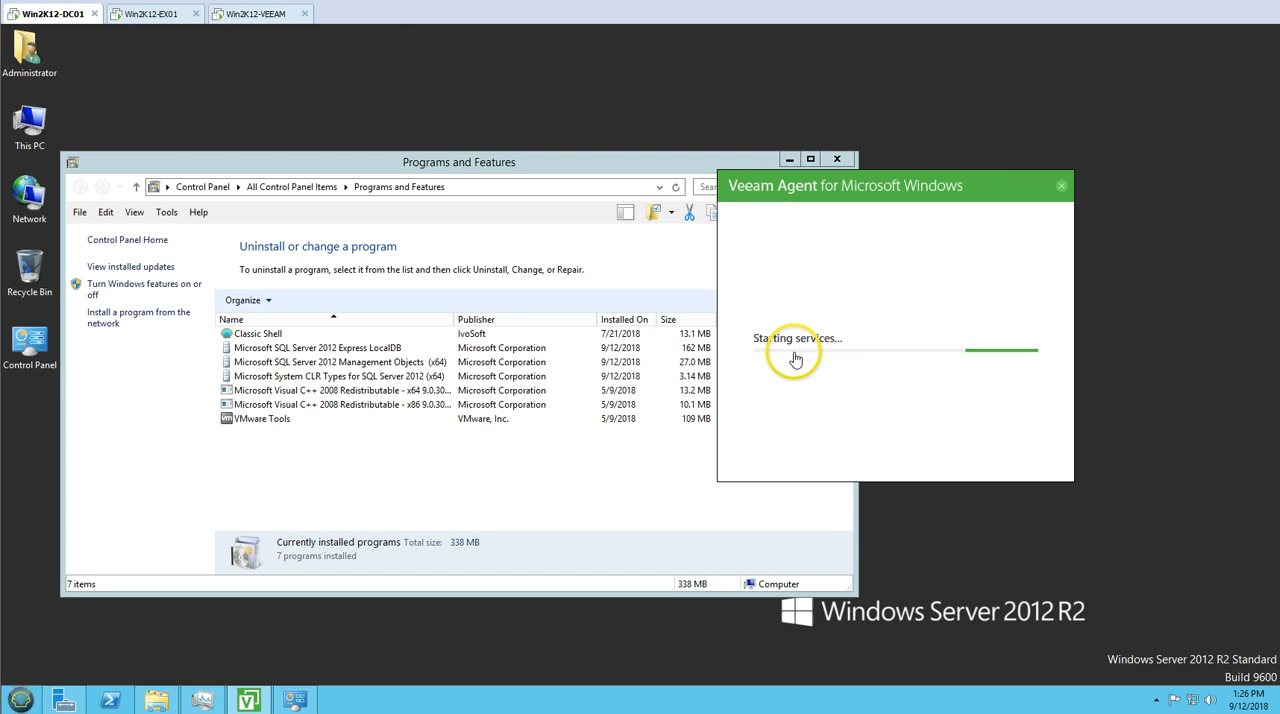 Win2K12-DC01
Win2K12-EX01
Win2K12-VEEAM
Administrator
This PC
Network
Recycle Bin
Control Panel
Programs and Features
Control Panel
All Control Panel Items
Programs and Features
Sear
File Edit View Tools Help
Control Panel Home
View installed updates
Turn Windows features on or
off
Install a program from the
network
Uninstall or change a program
To uninstall a program, select it from the list and then click Uninstall, Change, or Repair.
Organize
Name Publisher Installed On Size
Classic Shell IvoSoft 7/21/2018 13.1 MB
Microsoft SQL Server 2012 Express LocalDB Microsoft Corporation 9/12/2018 162 MB
Microsoft SQL Server 2012 Management Objects (x64) Microsoft Corporation 9/12/2018 27.0 MB
Microsoft System CLR Types for SQL Server 2012 (x64) Microsoft Corporation 9/12/2018 3.14 MB
Microsoft Visual C++ 2008 Redistributable - x64 9.0.30... Microsoft Corporation 5/9/2018 13.2 MB
Microsoft Visual C++ 2008 Redistributable - x86 9.0.30... Microsoft Corporation 5/9/2018 10.1 MB
vm VMware Tools VMware, Inc. 5/9/2018 109 MB
Currently installed programs Total size: 338 MB
7 programs installed
7 items 338 MB Computer
Veeam Agent for Microsoft Windows
Starting services...
Windows Server 2012 R2
Windows Server 2012 R2 Standard
Build 9600
V
1:26 PM
9/12/2018